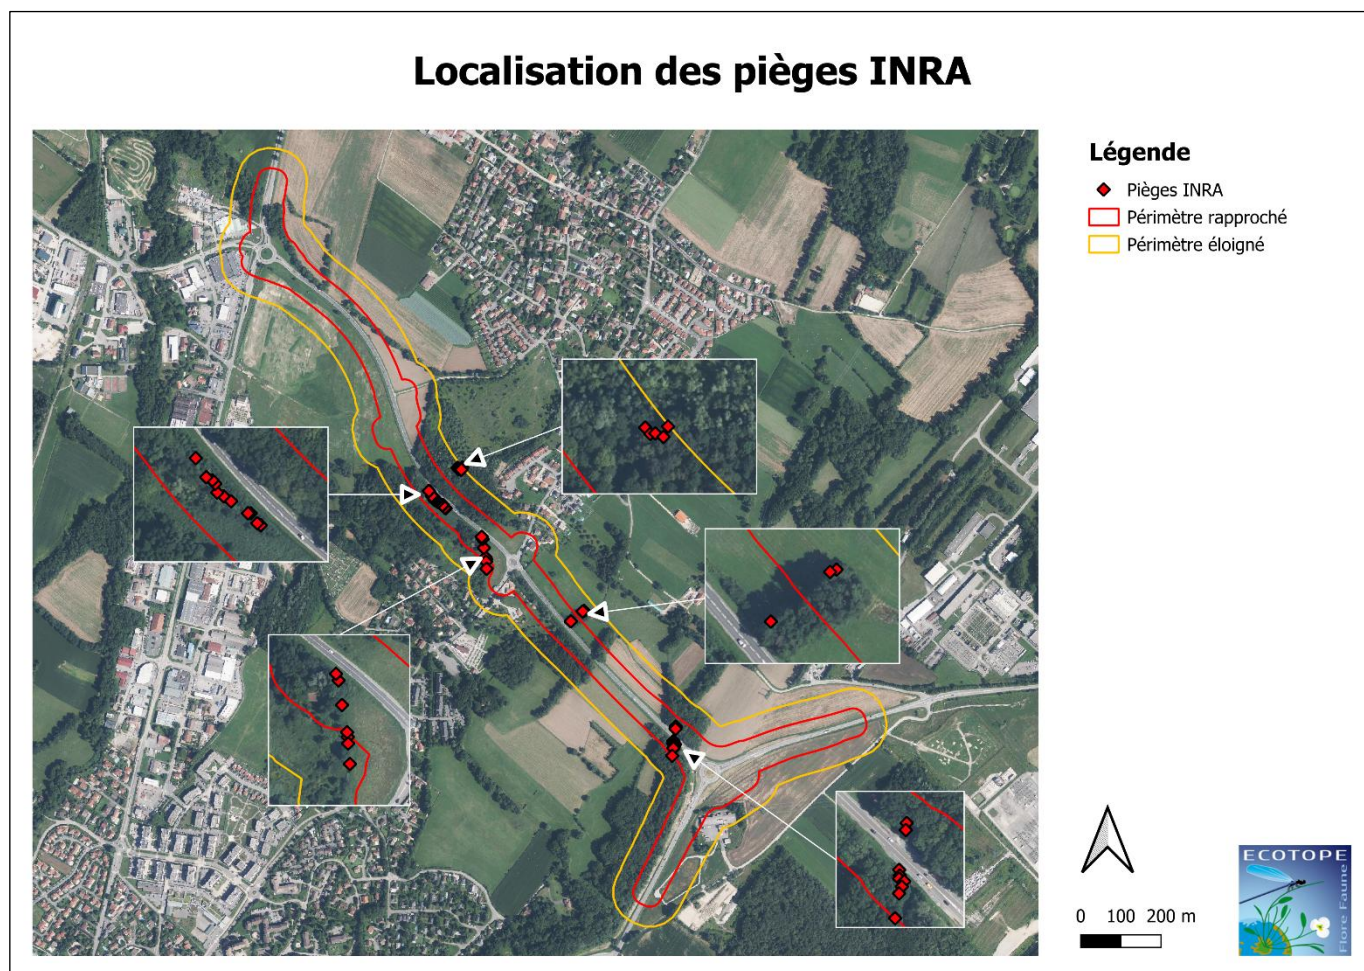 Localisation des pièges INRA
Légende
Pièges INRA
Périmètre rapproché
Périmètre éloigné
0 100 200 m
ECOTOPE
Flore Faune